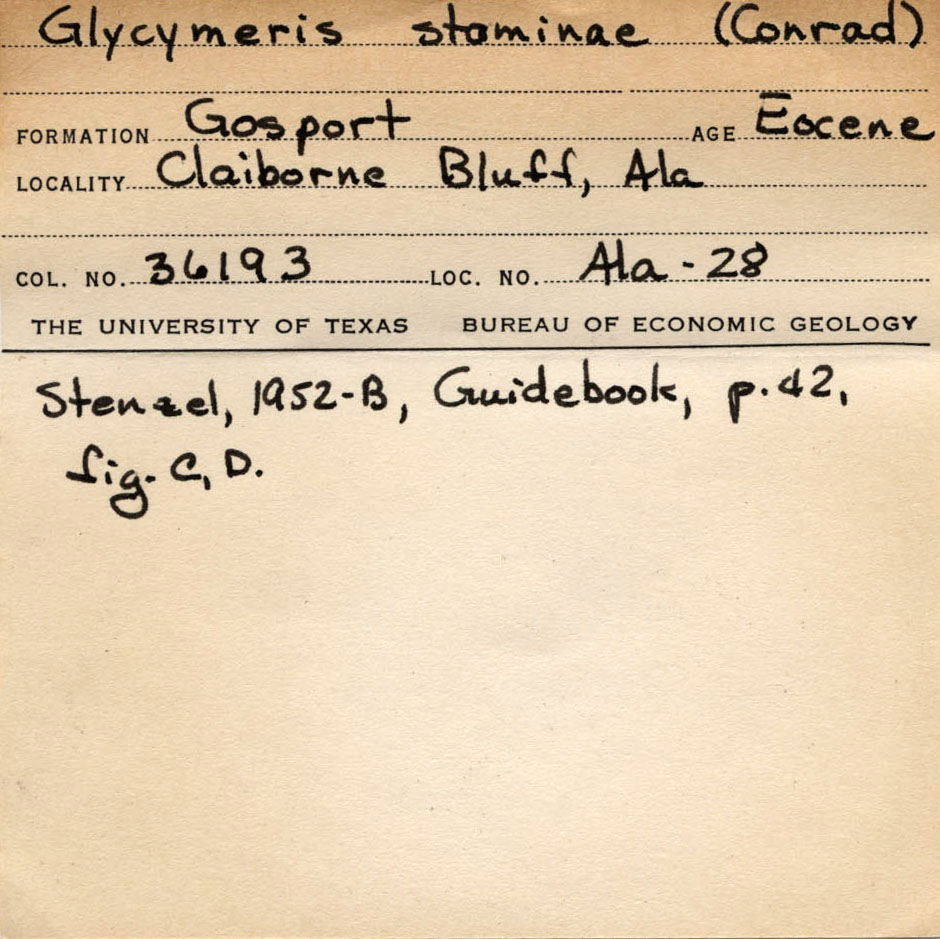 Glycymeris staminae (Conrad)
FORMATION Gosport AGE Eocene
LOCALITY Claiborne Bluff, Ala
COL. NO. 36193 LOC. NO. Ala-28
THE UNIVERSITY OF TEXAS BUREAU OF ECONOMIC GEOLOGY
Stenzel, 1952-B, Guidebook, p. 42,
fig. C, D.